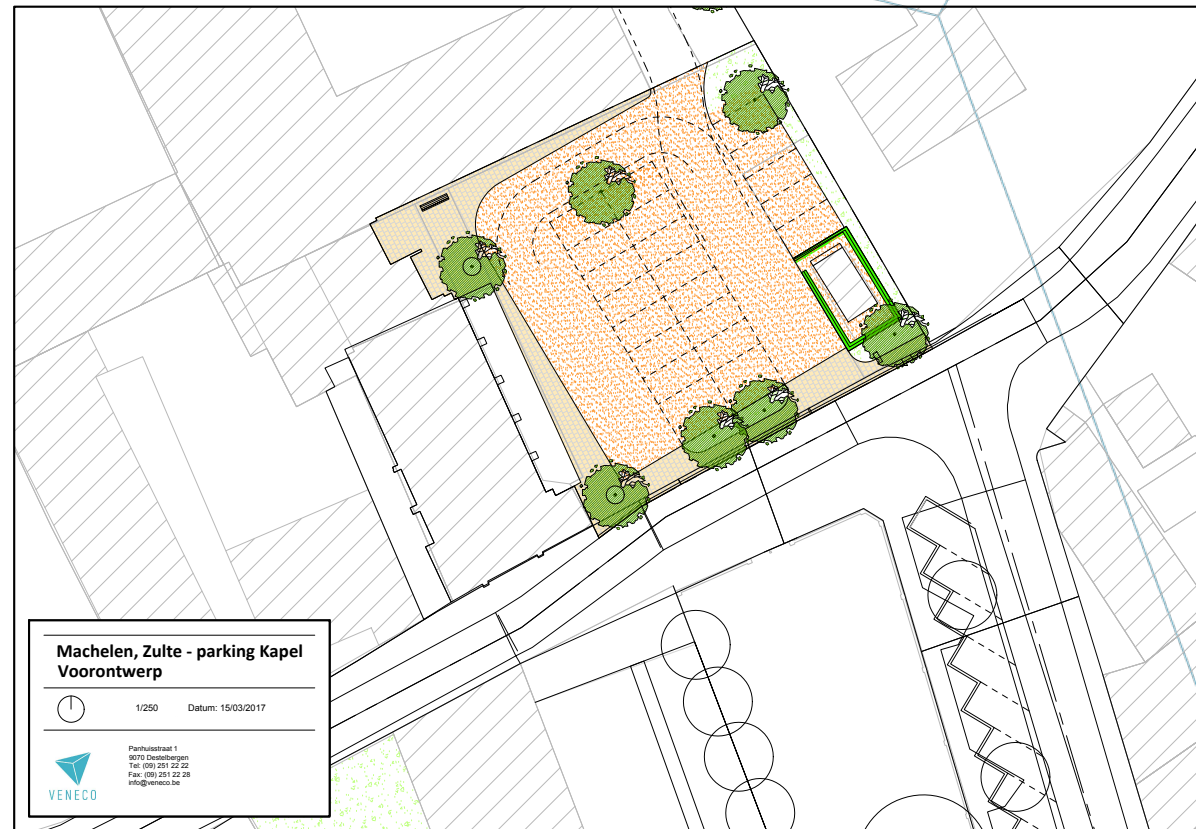 Machelen, Zulte - parking Kapel
Voorontwerp
1/250 Datum: 15/03/2017
Panhuisstraat 1
9070 Destelbergen
Tel: (09) 251 22 22
Fax: (09) 251 22 28
info@veneco.be
VENECO